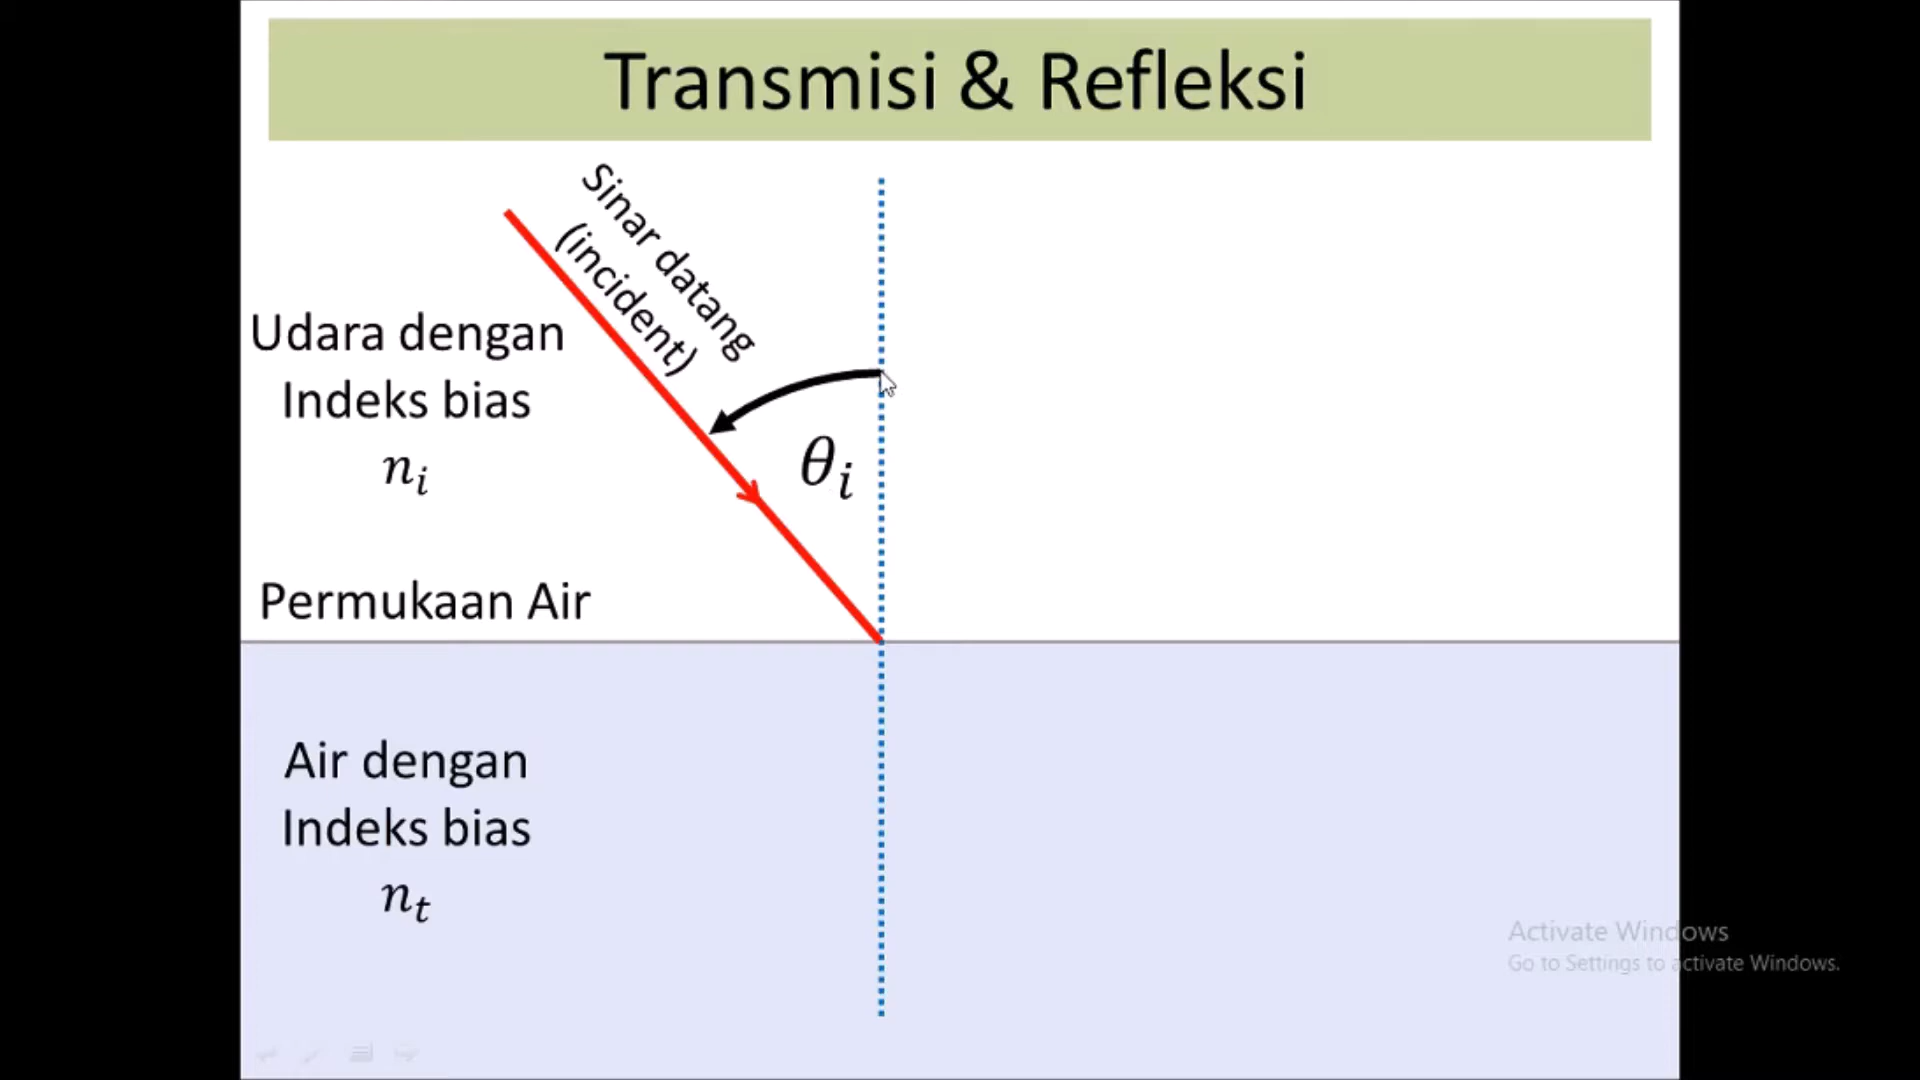 Transmisi & Refleksi
Sinar datang
(incident)
Udara dengan
Indeks bias
nᵢ
θᵢ
Permukaan Air
Air dengan
Indeks bias
nₜ
Activate Windows
Go to Settings to activate Windows.